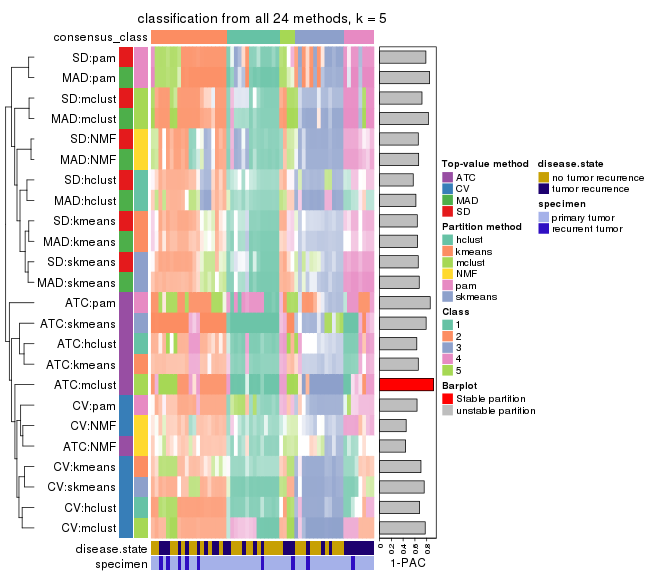 classification from all 24 methods, k = 5
consensus_class
SD:pam
MAD:pam
SD:mclust
MAD:mclust
SD:NMF
MAD:NMF
SD:hclust
MAD:hclust
SD:kmeans
MAD:kmeans
SD:skmeans
MAD:skmeans
ATC:pam
ATC:skmeans
ATC:hclust
ATC:kmeans
ATC:mclust
CV:pam
CV:NMF
ATC:NMF
CV:kmeans
CV:skmeans
CV:hclust
CV:mclust
disease.state
specimen
0 0.2 0.4 0.6 0.8
1-PAC
Top-value method
ATC
CV
MAD
SD
Partition method
hclust
kmeans
mclust
NMF
pam
skmeans
Class
1
2
3
4
5
Barplot
Stable partition
unstable partition
disease.state
no tumor recurrence
tumor recurrence
specimen
primary tumor
recurrent tumor